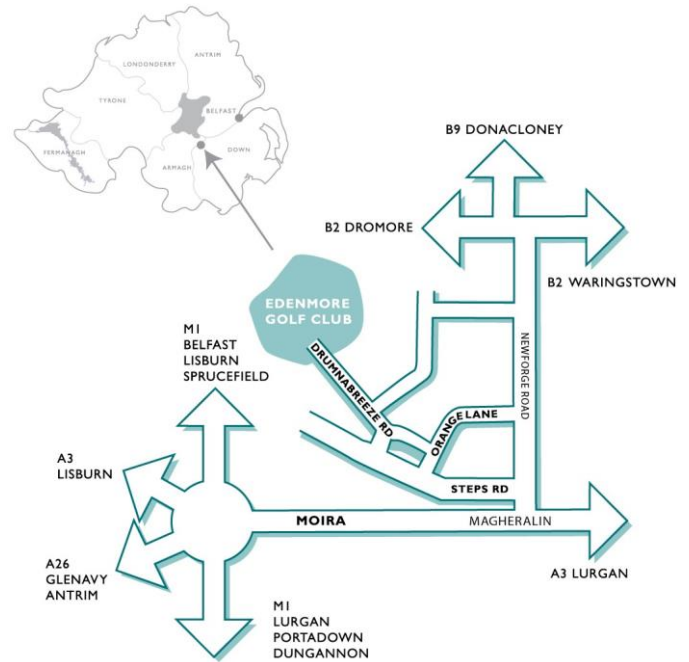 ANTRIM
LONDONDERRY
TYRONE
BELFAST
FERMANAGH
ARMAGH
DOWN
B9 DONACLONEY
B2 DROMORE
B2 WARINGSTOWN
EDENMORE
GOLF CLUB
M1
BELFAST
LISBURN
SPRUCEFIELD
DRUMNABREEZE RD
NEWFORGE ROAD
ORANGE LANE
A3
LISBURN
STEPS RD
MOIRA
MAGHERALIN
A26
GLENAVY
ANTRIM
A3 LURGAN
M1
LURGAN
PORTADOWN
DUNGANNON